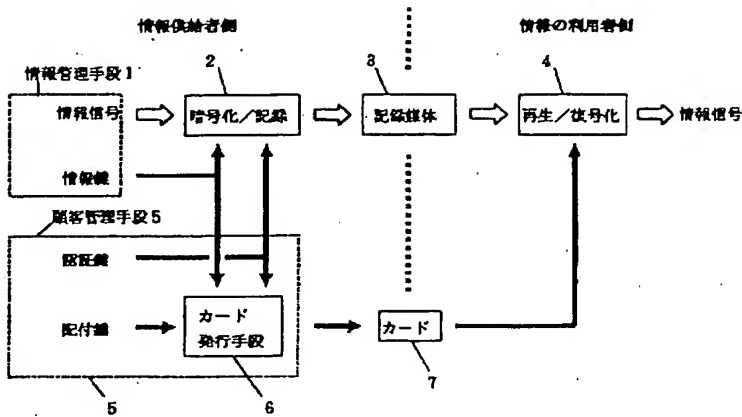 情報供給者側
情報の利用者側
2
3
4
情報管理手段1
情報信号
暗号化/記録
記録媒体
再生/復号化
情報信号
情報鍵
顧客管理手段5
認証鍵
配付鍵
カード
発行手段
カード
5
6
7